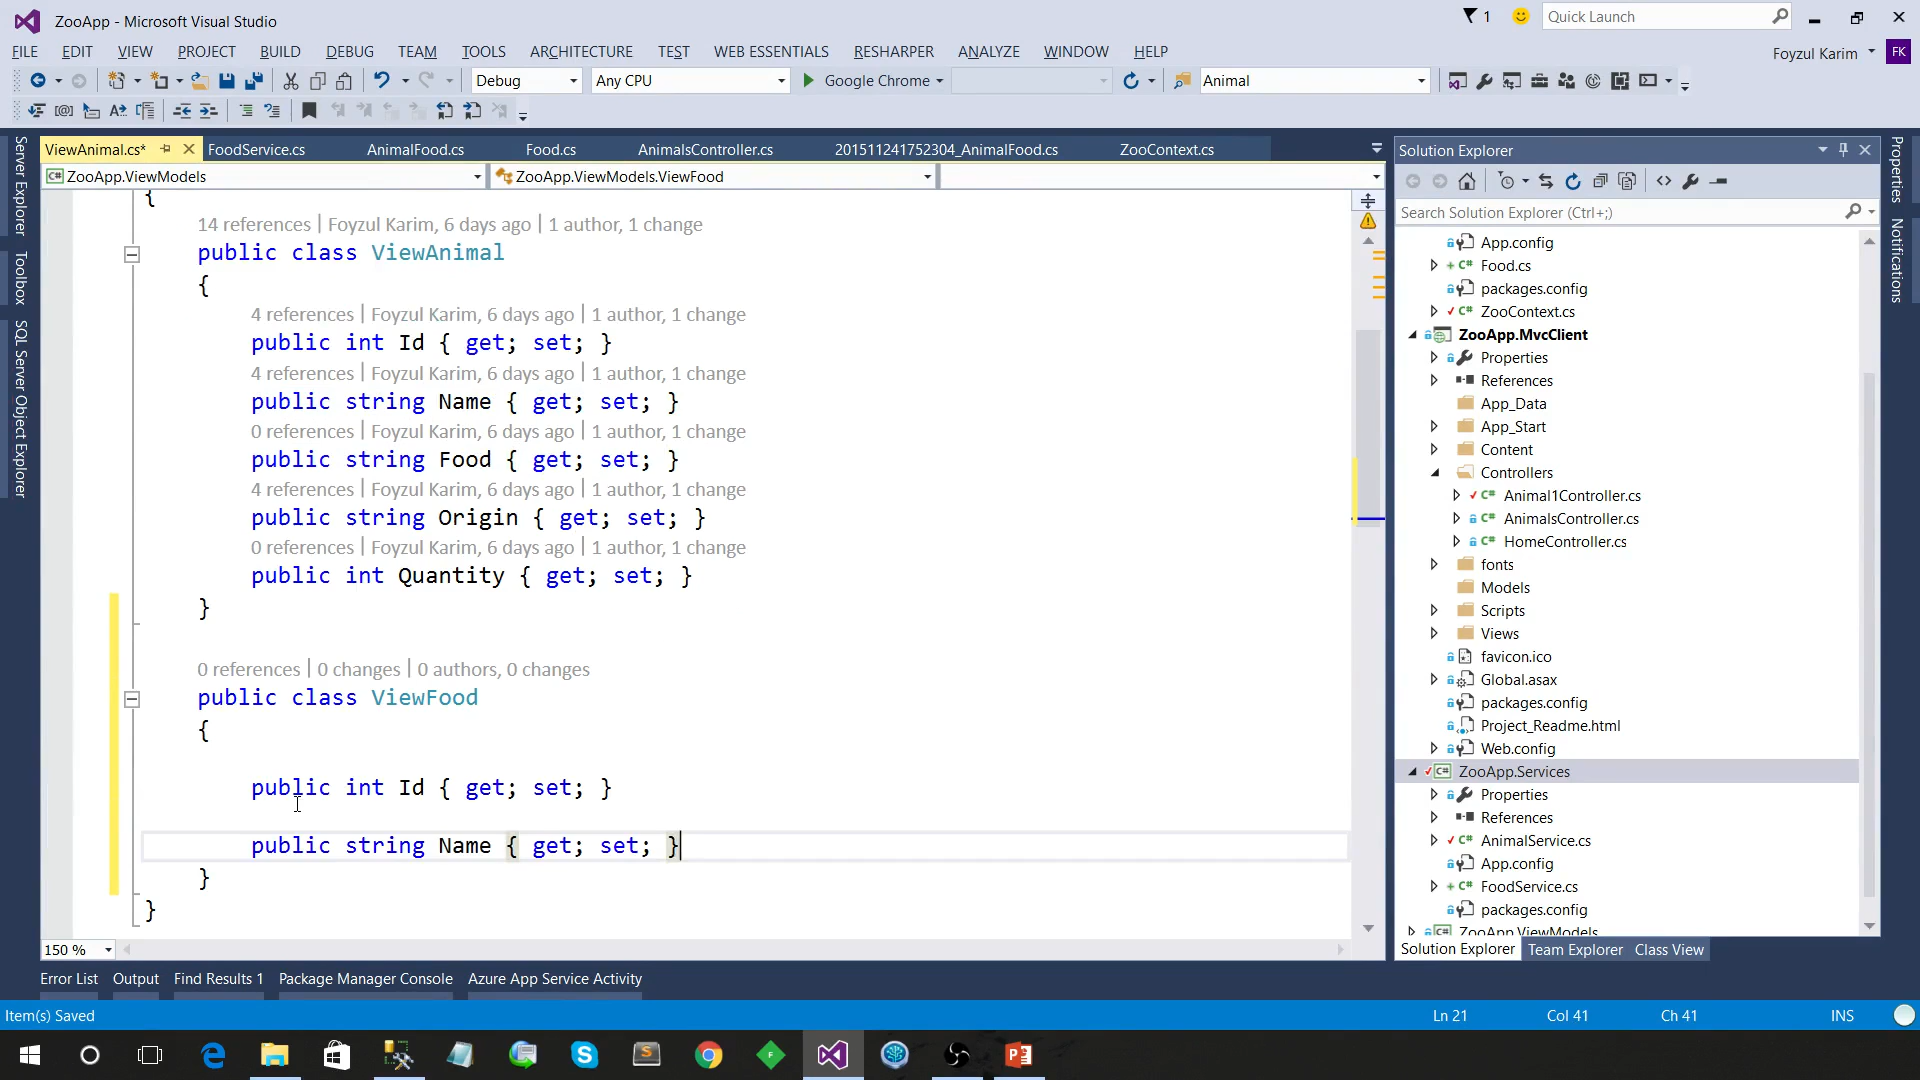 ZooApp - Microsoft Visual Studio
1
Quick Launch
FILE EDIT VIEW PROJECT BUILD DEBUG TEAM TOOLS ARCHITECTURE TEST WEB ESSENTIALS RESHARPER ANALYZE WINDOW HELP
Foyzul Karim FK
Debug Any CPU Google Chrome Animal
ViewAnimal.cs* FoodService.cs AnimalFood.cs Food.cs AnimalsController.cs 201511241752304_AnimalFood.cs ZooContext.cs
ZooApp.ViewModels ZooApp.ViewModels.ViewFood
Server Explorer
Toolbox
SQL Server Object Explorer
{
14 references | Foyzul Karim, 6 days ago | 1 author, 1 change
public class ViewAnimal
{
4 references | Foyzul Karim, 6 days ago | 1 author, 1 change
public int Id { get; set; }
4 references | Foyzul Karim, 6 days ago | 1 author, 1 change
public string Name { get; set; }
0 references | Foyzul Karim, 6 days ago | 1 author, 1 change
public string Food { get; set; }
4 references | Foyzul Karim, 6 days ago | 1 author, 1 change
public string Origin { get; set; }
0 references | Foyzul Karim, 6 days ago | 1 author, 1 change
public int Quantity { get; set; }
}
0 references | 0 changes | 0 authors, 0 changes
public class ViewFood
{
public int Id { get; set; }
public string Name { get; set; }
}
}
150 %
Solution Explorer
Search Solution Explorer (Ctrl+;)
App.config
Food.cs
packages.config
ZooContext.cs
ZooApp.MvcClient
Properties
References
App_Data
App_Start
Content
Controllers
Animal1Controller.cs
AnimalsController.cs
HomeController.cs
fonts
Models
Scripts
Views
favicon.ico
Global.asax
packages.config
Project_Readme.html
Web.config
ZooApp.Services
Properties
References
AnimalService.cs
App.config
FoodService.cs
packages.config
ZooApp.ViewModels
Solution Explorer Team Explorer Class View
Properties
Notifications
Error List Output Find Results 1 Package Manager Console Azure App Service Activity
Item(s) Saved Ln 21 Col 41 Ch 41 INS